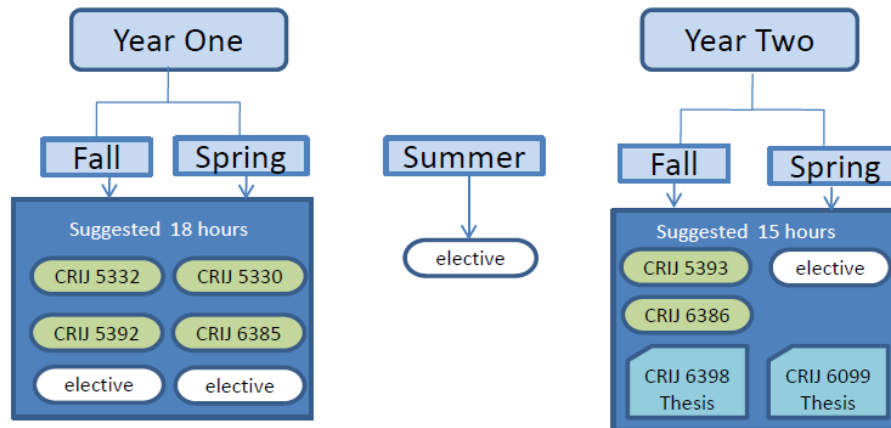 Year One
Year Two
Fall
Spring
Summer
Fall
Spring
Suggested 18 hours
CRIJ 5332
CRIJ 5330
CRIJ 5392
CRIJ 6385
elective
elective
elective
Suggested 15 hours
CRIJ 5393
elective
CRIJ 6386
CRIJ 6398
Thesis
CRIJ 6099
Thesis